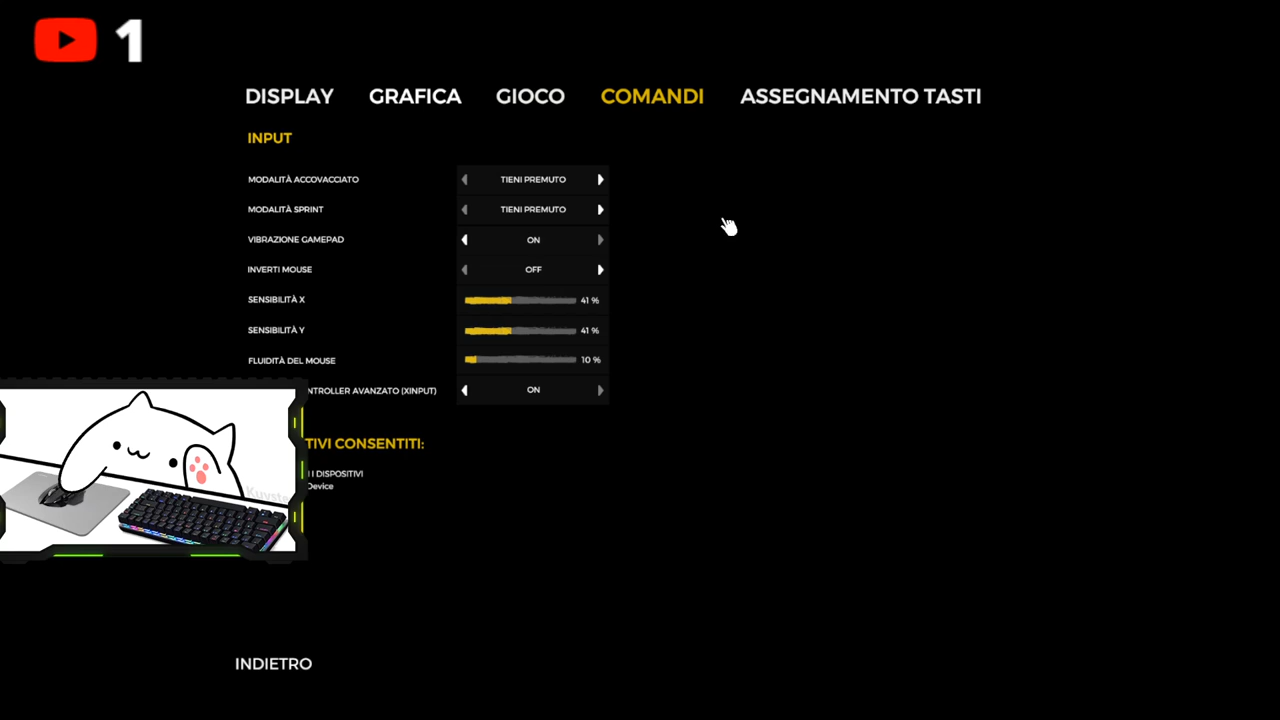 1
DISPLAY GRAFICA GIOCO COMANDI ASSEGNAMENTO TASTI
INPUT
MODALITÀ ACCOVACCIATO TIENI PREMUTO
MODALITÀ SPRINT TIENI PREMUTO
VIBRAZIONE GAMEPAD ON
INVERTI MOUSE OFF
SENSIBILITÀ X 41 %
SENSIBILITÀ Y 41 %
FLUIDITÀ DEL MOUSE 10 %
NTROLLER AVANZATO (XINPUT) ON
TIVI CONSENTITI:
I DISPOSITIVI
Device
INDIETRO